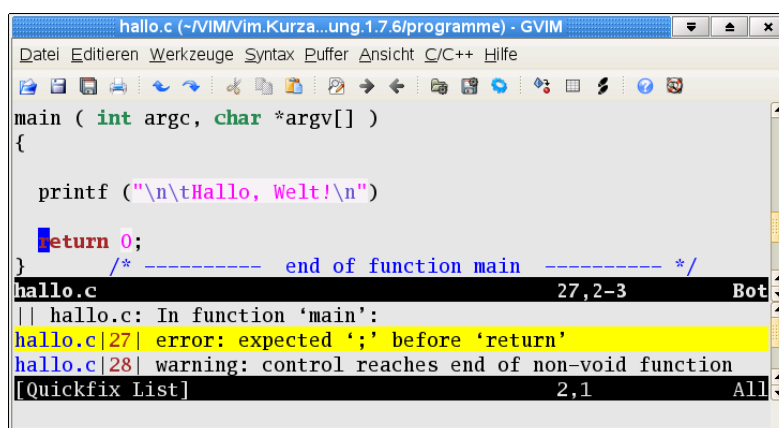 hallo.c (~/VIM/Vim.Kurza...ung.1.7.6/programme) - GVIM
Datei Editieren Werkzeuge Syntax Puffer Ansicht C/C++ Hilfe
main ( int argc, char *argv[] )
{
printf ("\n\tHallo, Welt!\n")
return 0;
} /* ---------- end of function main ---------- */
hallo.c 27,2-3 Bot
|| hallo.c: In function ‘main’:
hallo.c|27| error: expected ‘;’ before ‘return’
hallo.c|28| warning: control reaches end of non-void function
[Quickfix List] 2,1 All